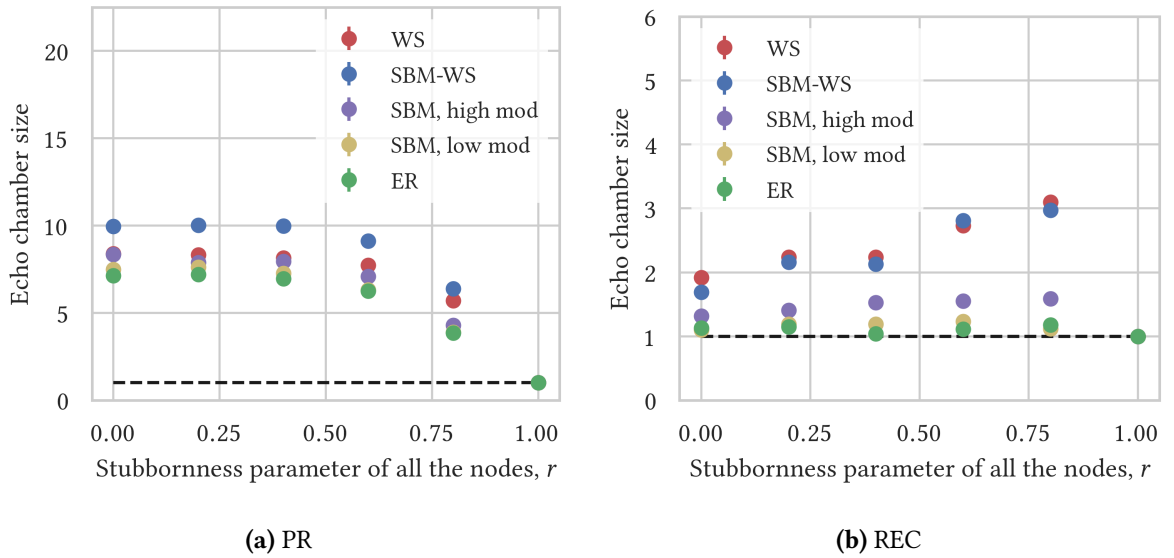 Echo chamber size
20
15
10
5
0
WS
SBM-WS
SBM, high mod
SBM, low mod
ER
0.00 0.25 0.50 0.75 1.00
Stubbornness parameter of all the nodes, r
(a) PR
Echo chamber size
6
5
4
3
2
1
0
WS
SBM-WS
SBM, high mod
SBM, low mod
ER
0.00 0.25 0.50 0.75 1.00
Stubbornness parameter of all the nodes, r
(b) REC